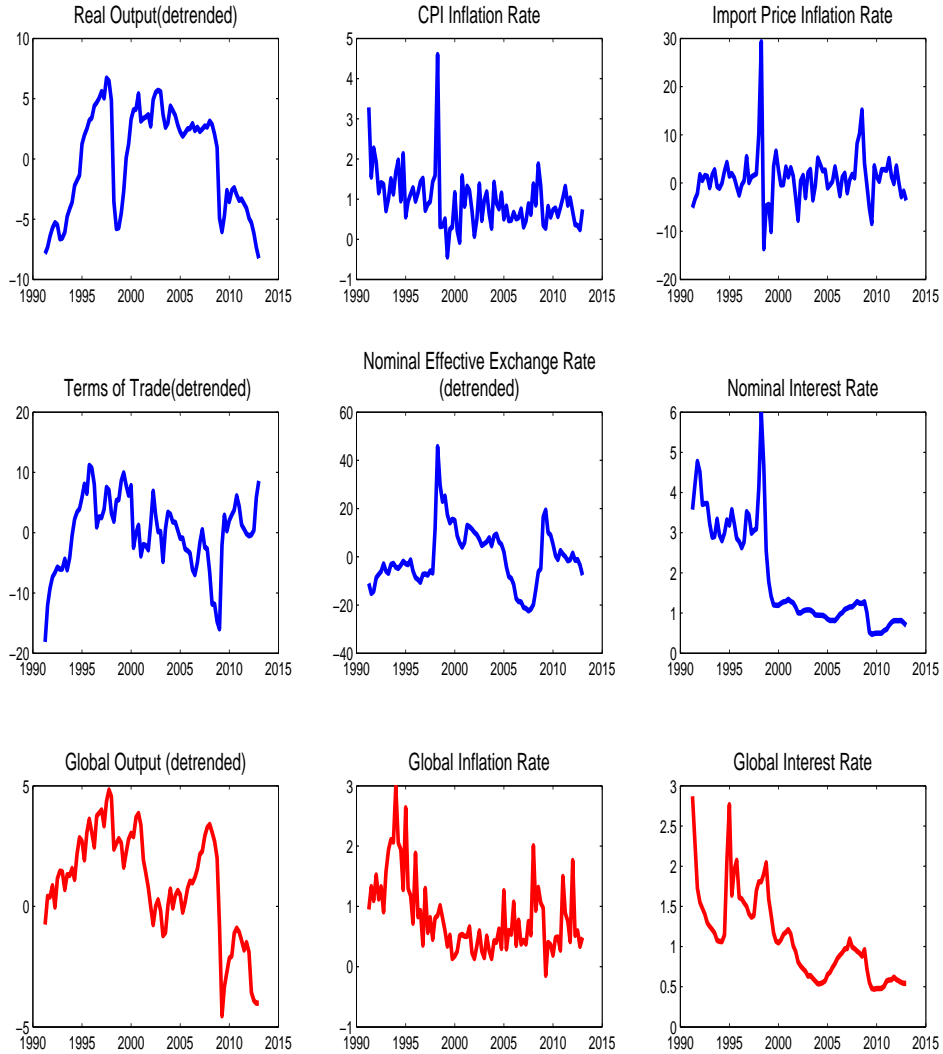 Real Output(detrended)
CPI Inflation Rate
Import Price Inflation Rate
10
5
0
−5
−10
1990 1995 2000 2005 2010 2015
5
4
3
2
1
0
−1
1990 1995 2000 2005 2010 2015
30
20
10
0
−10
−20
1990 1995 2000 2005 2010 2015
Terms of Trade(detrended)
Nominal Effective Exchange Rate
(detrended)
Nominal Interest Rate
20
10
0
−10
−20
1990 1995 2000 2005 2010 2015
60
40
20
0
−20
−40
1990 1995 2000 2005 2010 2015
6
5
4
3
2
1
0
1990 1995 2000 2005 2010 2015
Global Output (detrended)
Global Inflation Rate
Global Interest Rate
5
0
−5
1990 1995 2000 2005 2010 2015
3
2
1
0
−1
1990 1995 2000 2005 2010 2015
3
2.5
2
1.5
1
0.5
0
1990 1995 2000 2005 2010 2015